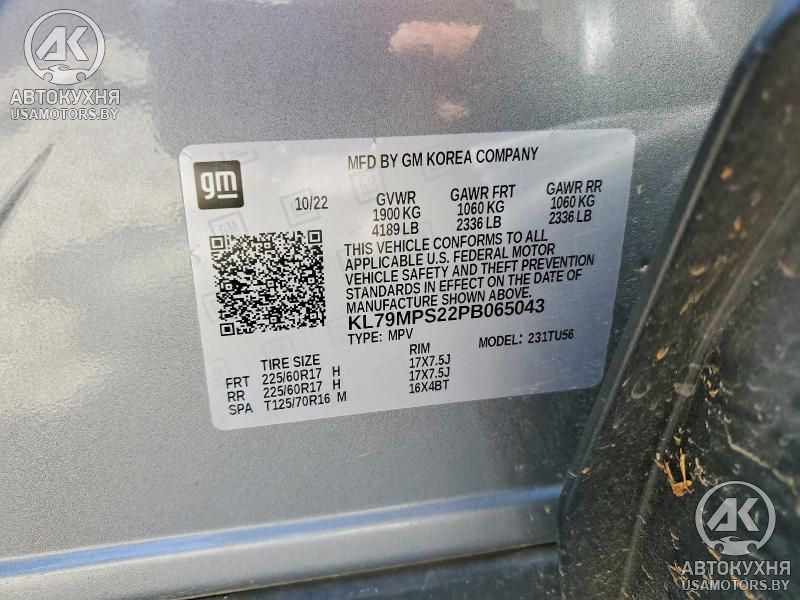 AK
АВТОКУХНЯ
USAMOTORS.BY
gm
MFD BY GM KOREA COMPANY
10/22
GVWR
1900 KG
4189 LB
GAWR FRT
1060 KG
2336 LB
GAWR RR
1060 KG
2336 LB
THIS VEHICLE CONFORMS TO ALL
APPLICABLE U.S. FEDERAL MOTOR
VEHICLE SAFETY AND THEFT PREVENTION
STANDARDS IN EFFECT ON THE DATE OF
MANUFACTURE SHOWN ABOVE.
KL79MPS22PB065043
TYPE: MPV
MODEL: 231TU56
TIRE SIZE
RIM
FRT 225/60R17 H 17X7.5J
RR 225/60R17 H 17X7.5J
SPA T125/70R16 M 16X4BT
AK
АВТОКУХНЯ
USAMOTORS.BY